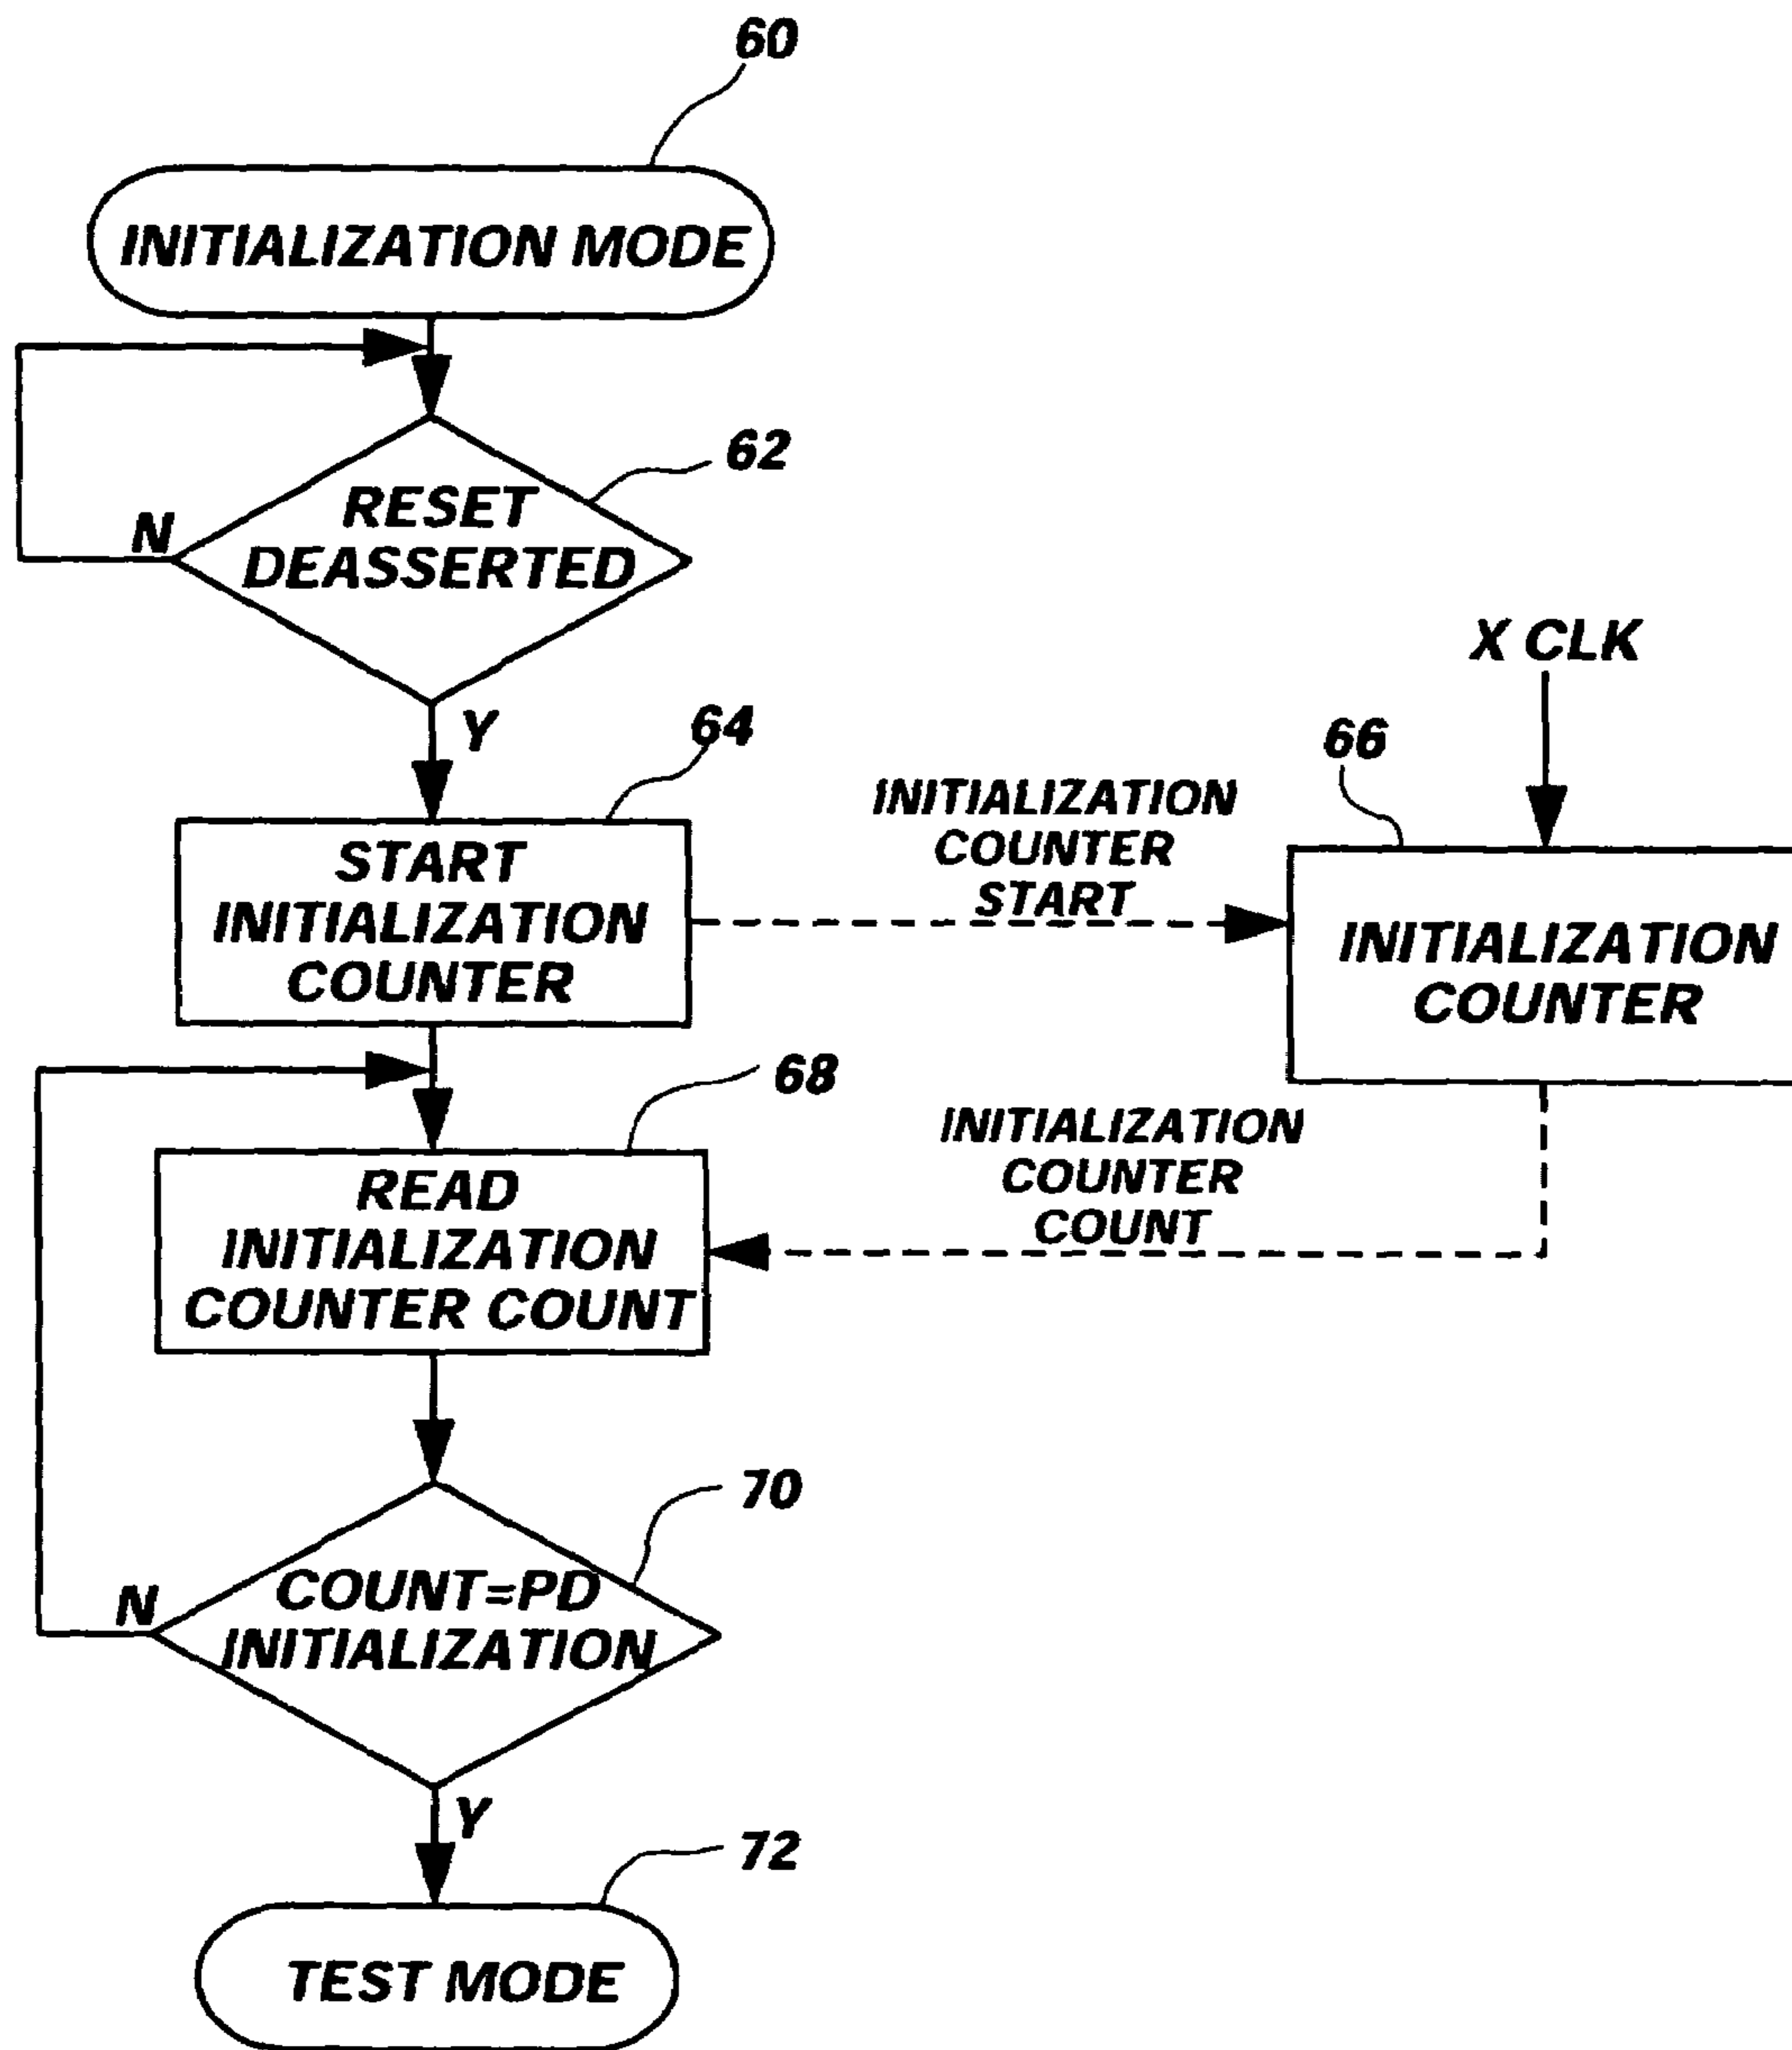 60
INITIALIZATION MODE
62
RESET
DEASSERTED
N
Y
64
START
INITIALIZATION
COUNTER
INITIALIZATION
COUNTER
START
X CLK
66
INITIALIZATION
COUNTER
68
READ
INITIALIZATION
COUNTER COUNT
INITIALIZATION
COUNTER
COUNT
70
COUNT=PD
INITIALIZATION
N
Y
72
TEST MODE